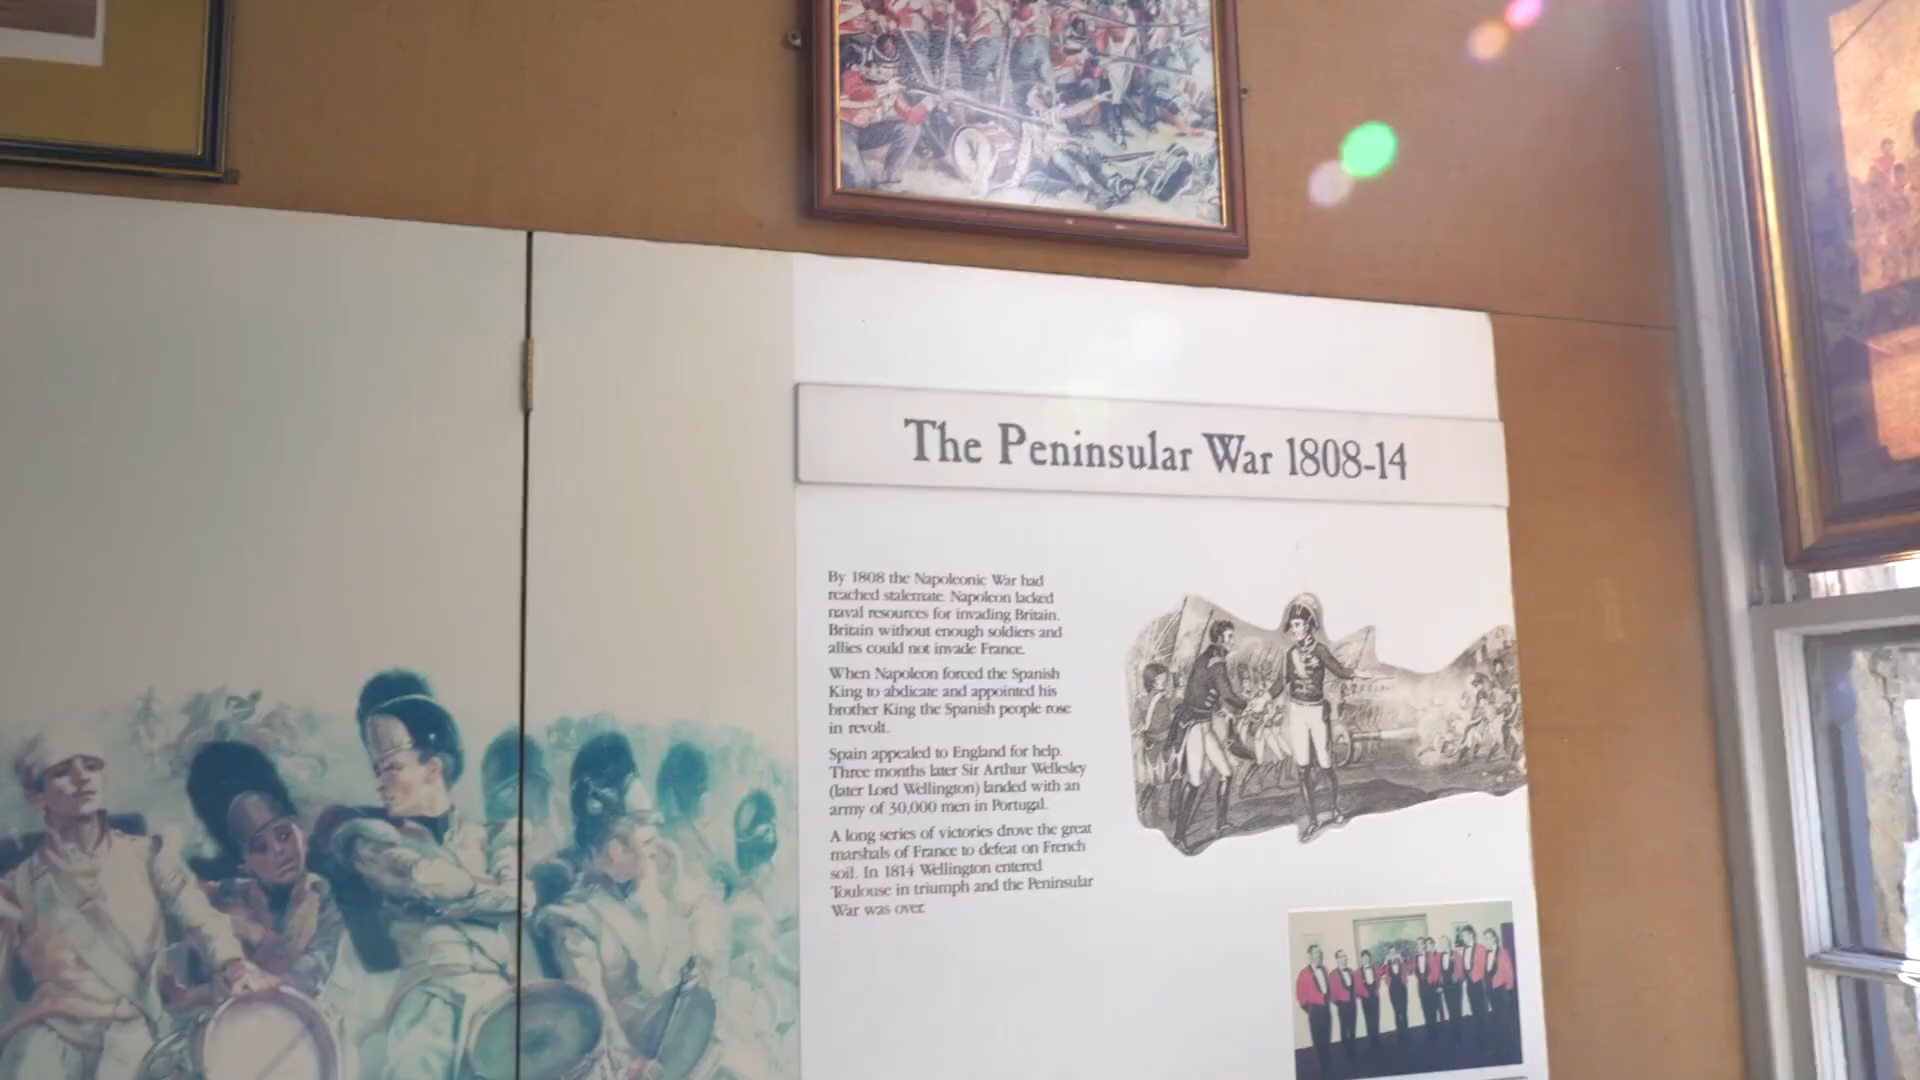 The Peninsular War 1808-14
By 1808 the Napoleonic War had
reached stalemate. Napoleon lacked
naval resources for invading Britain.
Britain without enough soldiers and
allies could not invade France.
When Napoleon forced the Spanish
King to abdicate and appointed his
brother King the Spanish people rose
in revolt.
Spain appealed to England for help.
Three months later Sir Arthur Wellesley
(later Lord Wellington) landed with an
army of 30,000 men in Portugal.
A long series of victories drove the great
marshals of France to defeat on French
soil. In 1814 Wellington entered
Toulouse in triumph and the Peninsular
War was over.